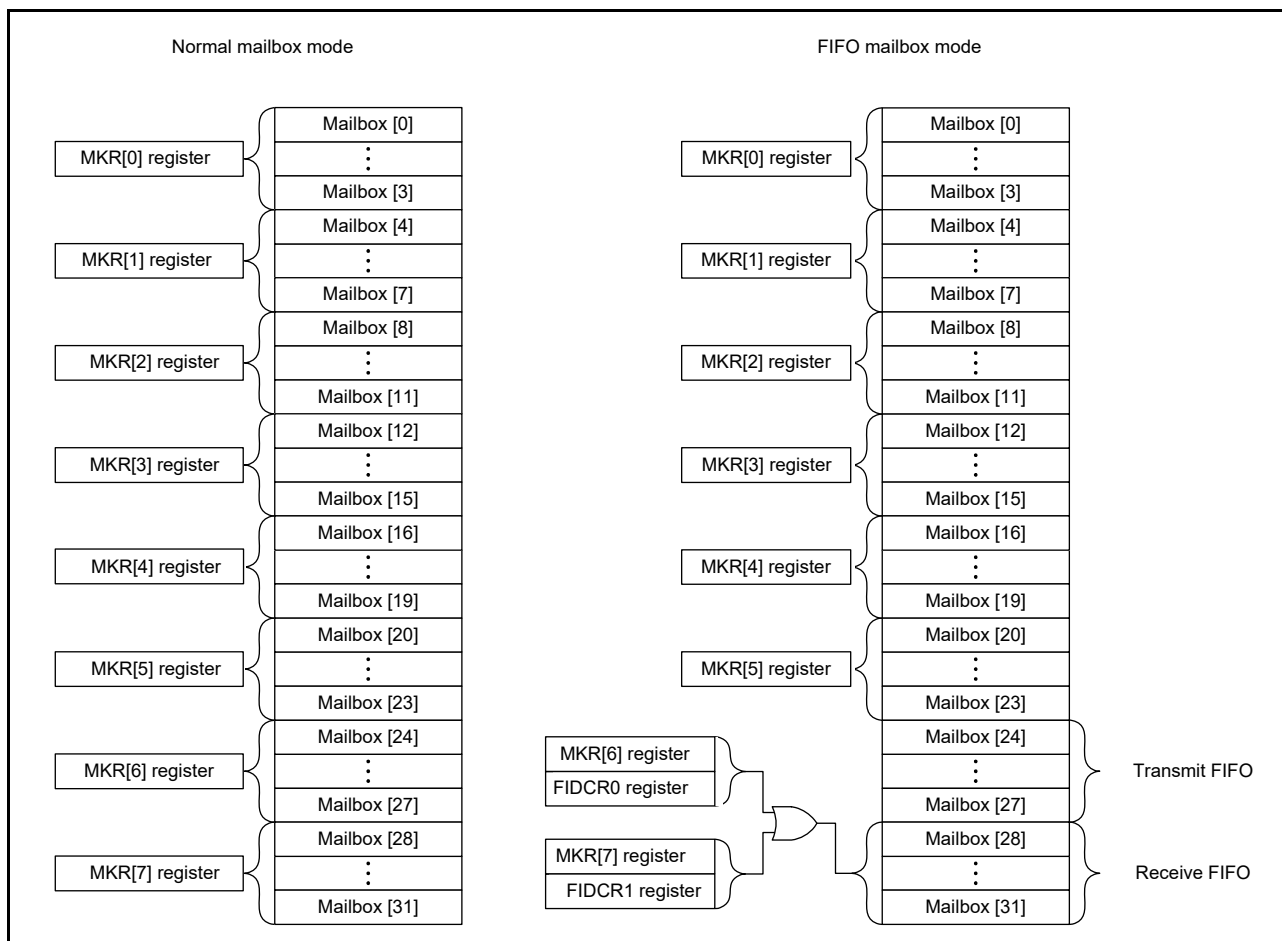 Normal mailbox mode
Mailbox [0]
MKR[0] register
Mailbox [3]
Mailbox [4]
MKR[1] register
Mailbox [7]
Mailbox [8]
MKR[2] register
Mailbox [11]
Mailbox [12]
MKR[3] register
Mailbox [15]
Mailbox [16]
MKR[4] register
Mailbox [19]
Mailbox [20]
MKR[5] register
Mailbox [23]
Mailbox [24]
MKR[6] register
Mailbox [27]
Mailbox [28]
MKR[7] register
Mailbox [31]
FIFO mailbox mode
Mailbox [0]
MKR[0] register
Mailbox [3]
Mailbox [4]
MKR[1] register
Mailbox [7]
Mailbox [8]
MKR[2] register
Mailbox [11]
Mailbox [12]
MKR[3] register
Mailbox [15]
Mailbox [16]
MKR[4] register
Mailbox [19]
Mailbox [20]
MKR[5] register
Mailbox [23]
Mailbox [24]
MKR[6] register
Transmit FIFO
FIDCR0 register
Mailbox [27]
Mailbox [28]
MKR[7] register
Receive FIFO
FIDCR1 register
Mailbox [31]